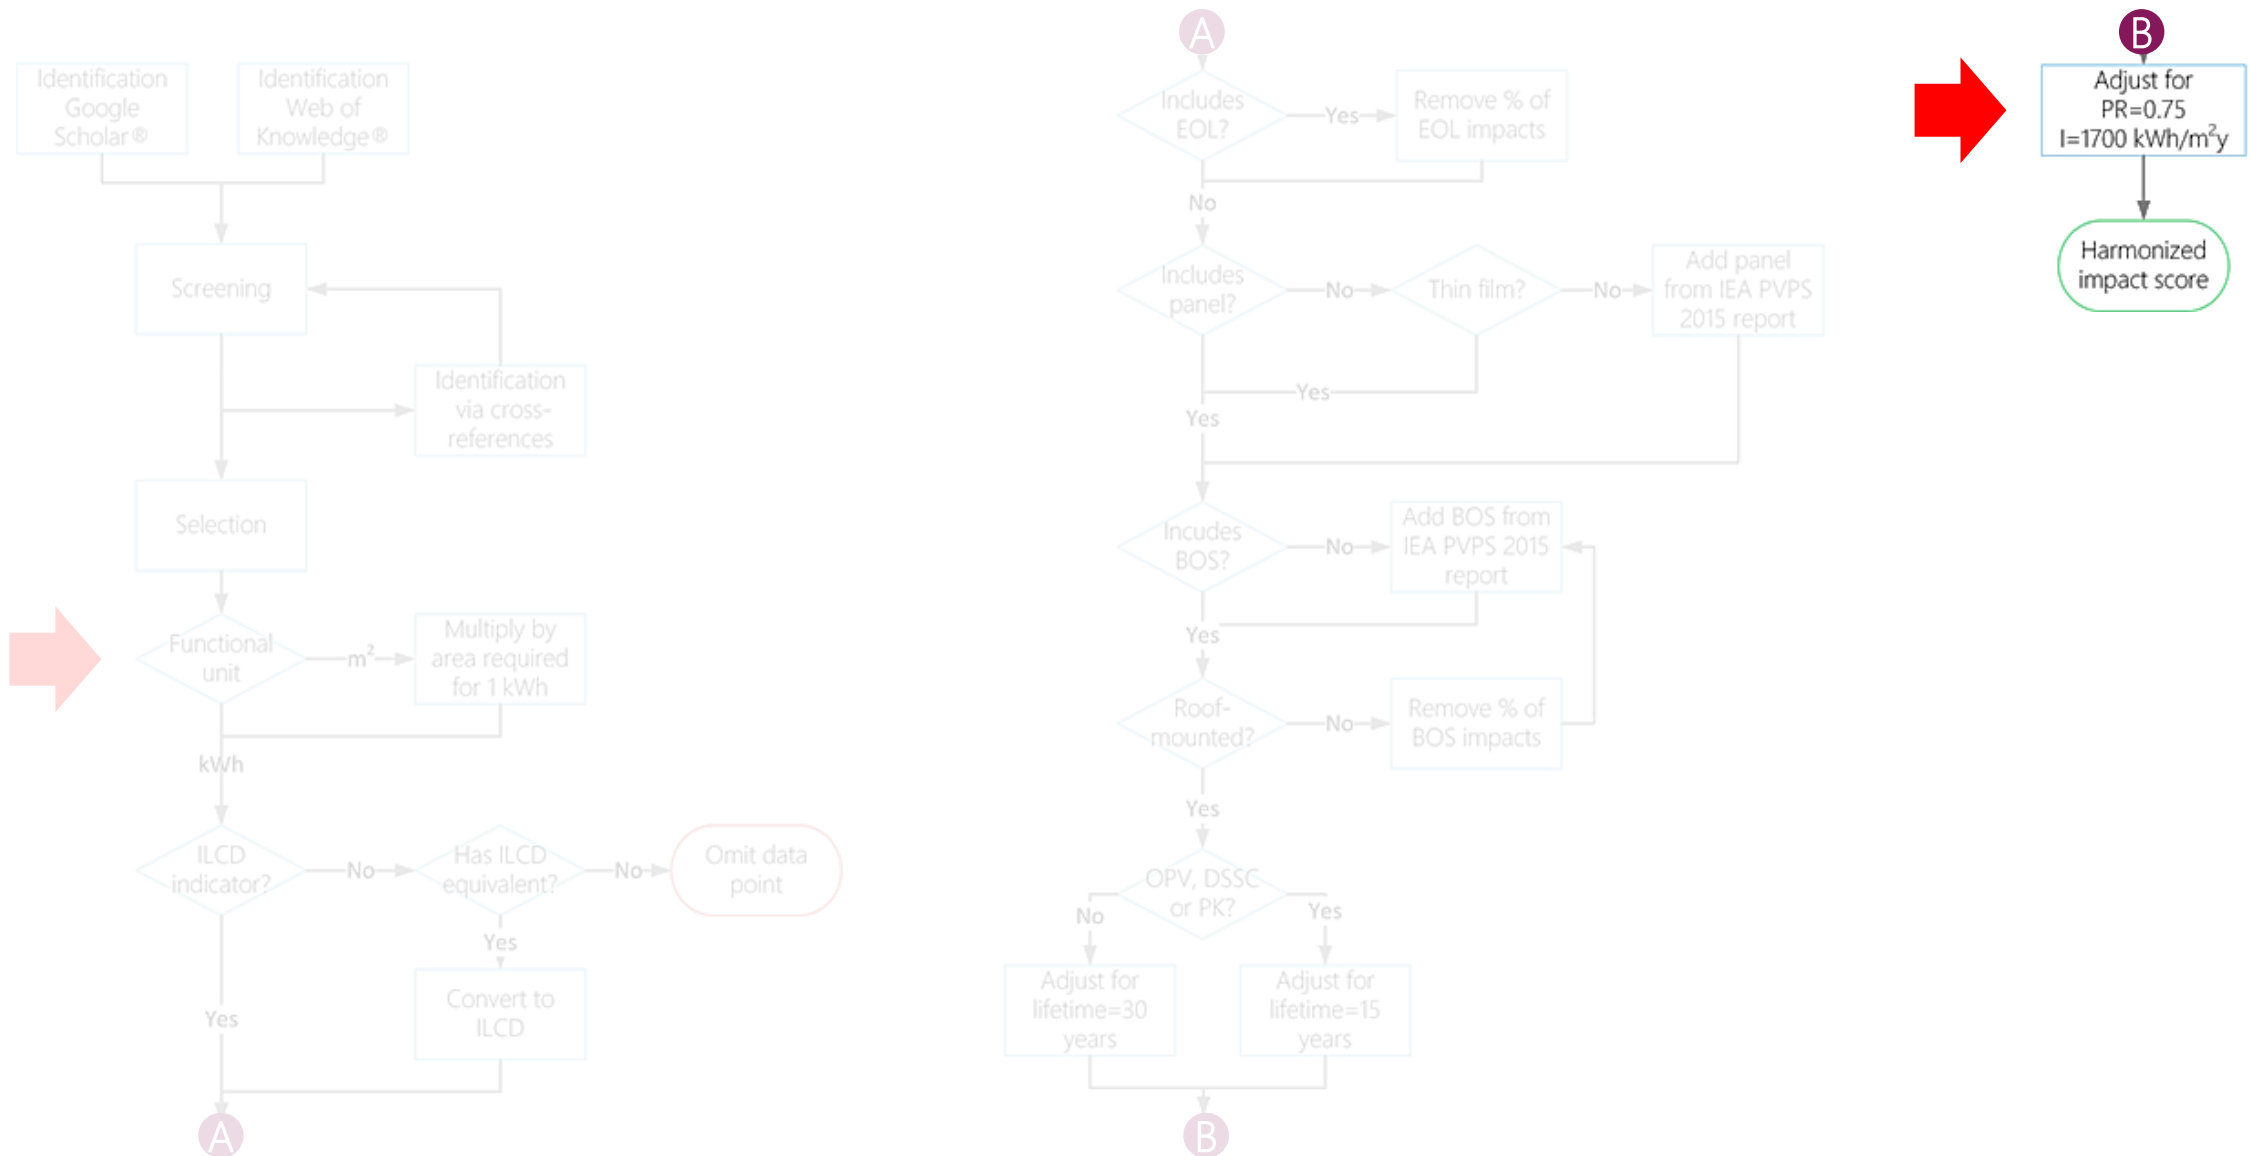 Identification
Google
Scholar®
Identification
Web of
Knowledge®
Screening
Identification
via cross-
references
Selection
Functional
unit
m²
Multiply by
area required
for 1 kWh
kWh
ILCD
indicator?
No
Has ILCD
equivalent?
No
Omit data
point
Yes
Convert to
ILCD
Yes
A
A
Includes
EOL?
Yes
Remove % of
EOL impacts
No
Includes
panel?
No
Thin film?
No
Add panel
from IEA PVPS
2015 report
Yes
Yes
Incudes
BOS?
No
Add BOS from
IEA PVPS 2015
report
Yes
Roof-
mounted?
No
Remove % of
BOS impacts
Yes
OPV, DSSC
or PK?
No
Yes
Adjust for
lifetime=30
years
Adjust for
lifetime=15
years
B
B
Adjust for
PR=0.75
I=1700 kWh/m²y
Harmonized
impact score